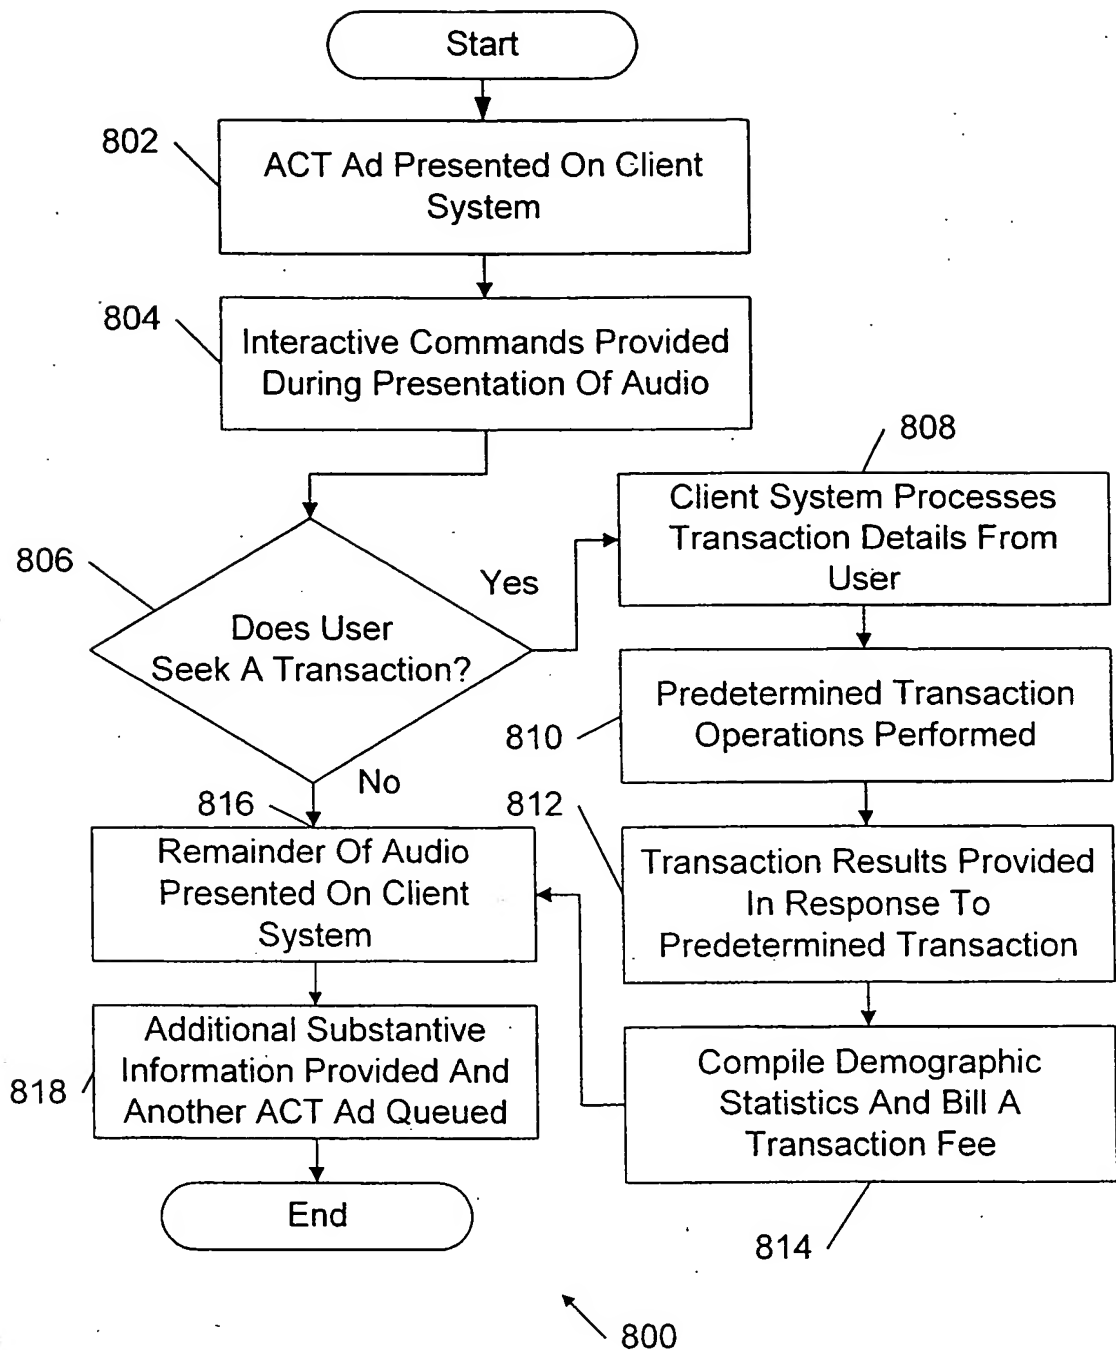 Start
802
ACT Ad Presented On Client
System
804
Interactive Commands Provided
During Presentation Of Audio
806
Does User
Seek A Transaction?
Yes
No
808
Client System Processes
Transaction Details From
User
810
Predetermined Transaction
Operations Performed
812
Transaction Results Provided
In Response To
Predetermined Transaction
Compile Demographic
Statistics And Bill A
Transaction Fee
814
816
Remainder Of Audio
Presented On Client
System
818
Additional Substantive
Information Provided And
Another ACT Ad Queued
End
800